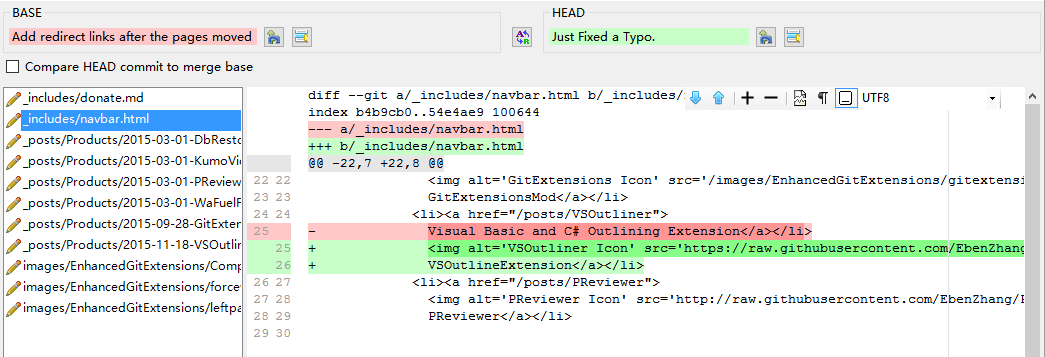 BASE
HEAD
Add redirect links after the pages moved
Just Fixed a Typo.
Compare HEAD commit to merge base
_includes/donate.md
_includes/navbar.html
_posts/Products/2015-03-01-DbResto
_posts/Products/2015-03-01-KumoVi
_posts/Products/2015-03-01-PReview
_posts/Products/2015-03-01-WaFuelF
_posts/Products/2015-09-28-GitExter
_posts/Products/2015-11-18-VSOutlin
images/EnhancedGitExtensions/Comp
images/EnhancedGitExtensions/force
images/EnhancedGitExtensions/leftpa
UTF8
diff --git a/_includes/navbar.html b/_includes/
index b4b9cb0..54e4ae9 100644
--- a/_includes/navbar.html
+++ b/_includes/navbar.html
@@ -22,7 +22,8 @@
22 22 <img alt='GitExtensions Icon' src='/images/EnhancedGitExtensions/gitextensi
23 23 GitExtensionsMod</a></li>
24 24 <li><a href="/posts/VSOutliner">
25 - Visual Basic and C# Outlining Extension</a></li>
25 + <img alt='VSOutliner Icon' src='https://raw.githubusercontent.com/EbenZhang
26 + VSOutlineExtension</a></li>
26 27 <li><a href="/posts/PReviewer">
27 28 <img alt='PReviewer Icon' src='http://raw.githubusercontent.com/EbenZhang/P
28 29 PReviewer</a></li>
29 30